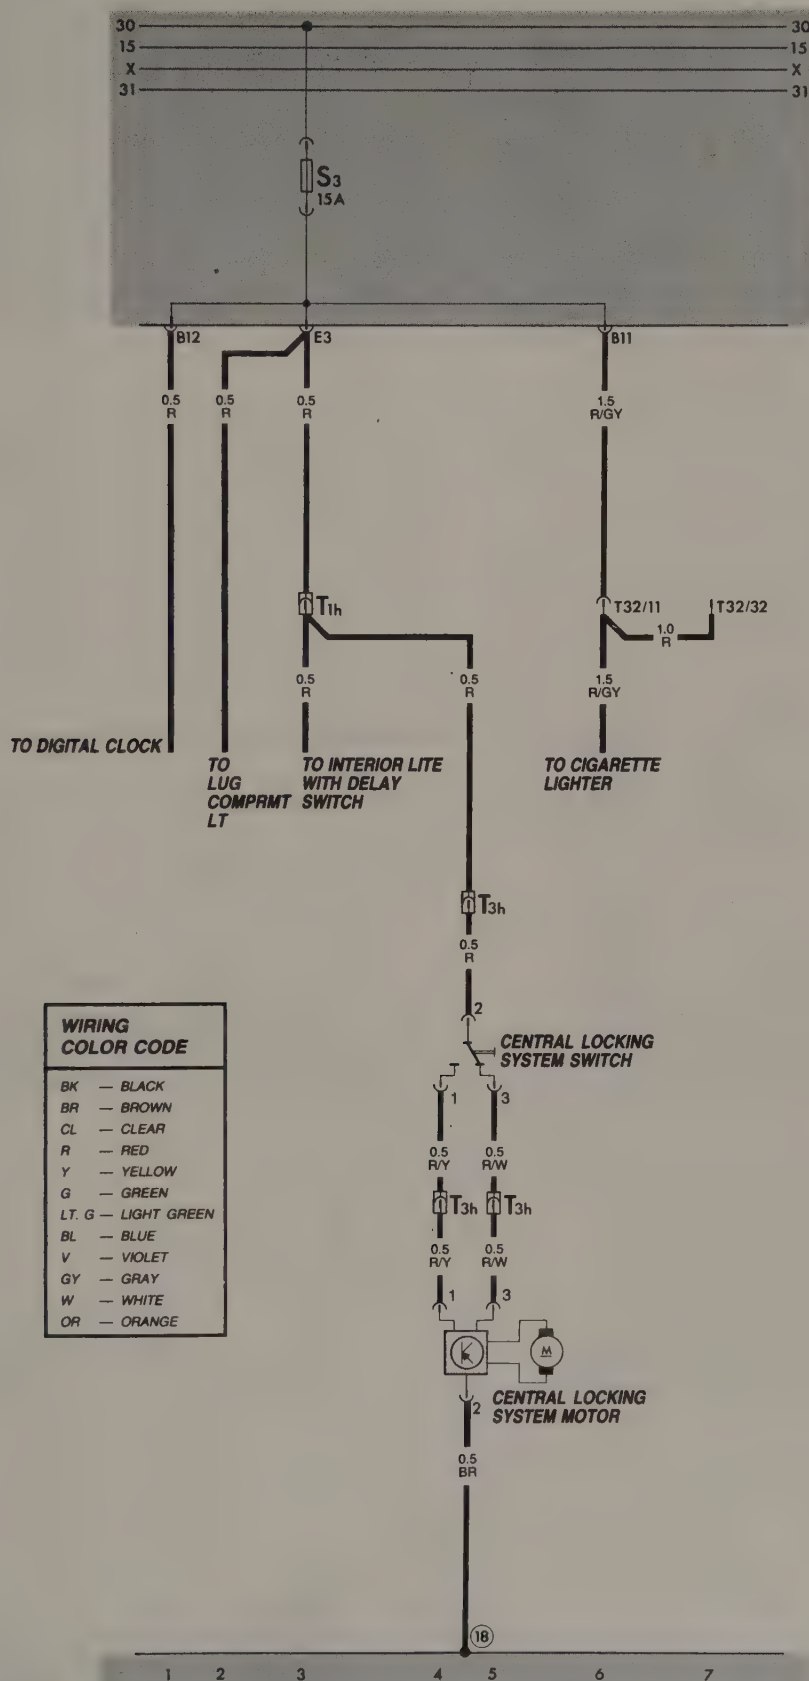 30 30
15 15
X X
31 31
S3
15A
B12 E3 B11
0.5 0.5 0.5 1.5
R R R R/GY
T1h T32/11 T32/32
1.0
R
0.5 0.5 1.5
R R R/GY
TO DIGITAL CLOCK
TO TO INTERIOR LITE TO CIGARETTE
LUG WITH DELAY LIGHTER
COMPRMT SWITCH
LT
T3h
0.5
R
2
CENTRAL LOCKING
SYSTEM SWITCH
1 3
0.5 0.5
R/Y R/W
T3h T3h
0.5 0.5
R/Y R/W
1 3
M
CENTRAL LOCKING
SYSTEM MOTOR
2
0.5
BR
18
1 2 3 4 5 6 7
WIRING
COLOR CODE
BK — BLACK
BR — BROWN
CL — CLEAR
R — RED
Y — YELLOW
G — GREEN
LT. G — LIGHT GREEN
BL — BLUE
V — VIOLET
GY — GRAY
W — WHITE
OR — ORANGE